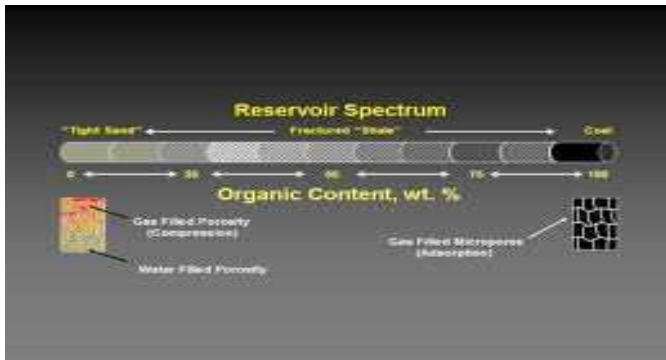 Reservoir Spectrum
"Tight Sand" Fractured "Shale" Coal
0 25 50 75 100
Organic Content, wt. %
Gas Filled Porosity
(Compression)
Water Filled Porosity
Gas Filled Micropores
(Adsorption)